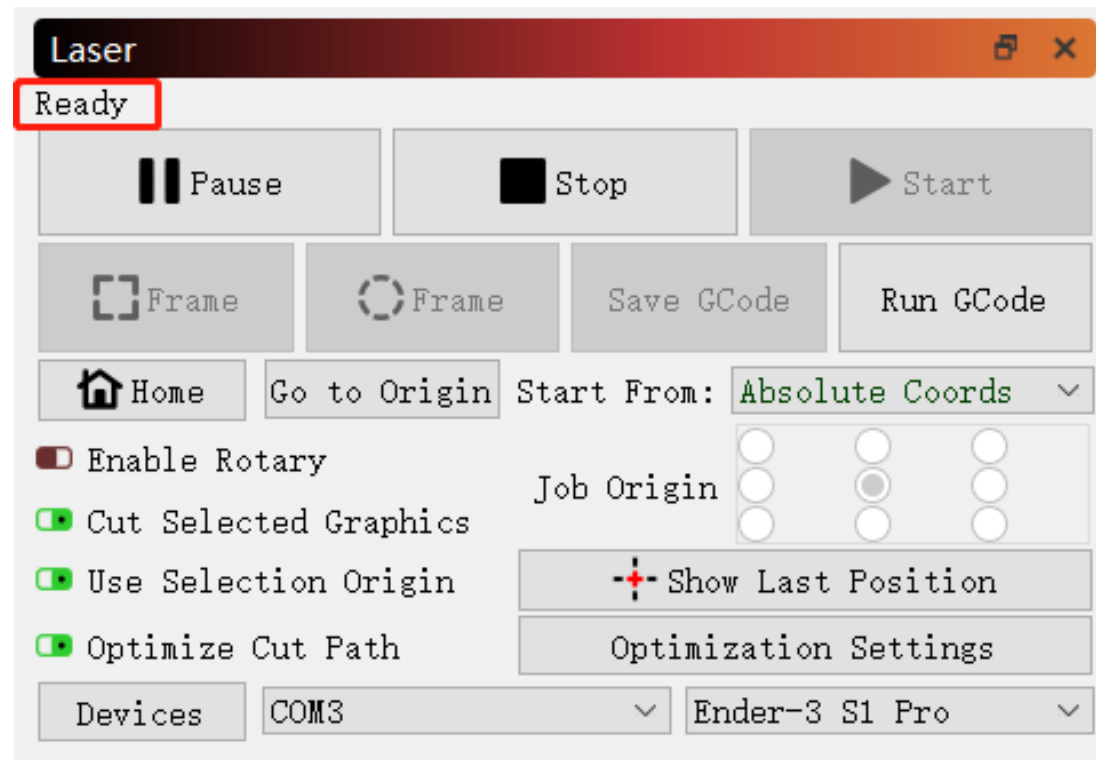 Laser
Ready
Pause Stop Start
Frame Frame Save GCode Run GCode
Home Go to Origin Start From: Absolute Coords
Enable Rotary
Job Origin
Cut Selected Graphics
Use Selection Origin Show Last Position
Optimize Cut Path Optimization Settings
Devices COM3 Ender-3 S1 Pro